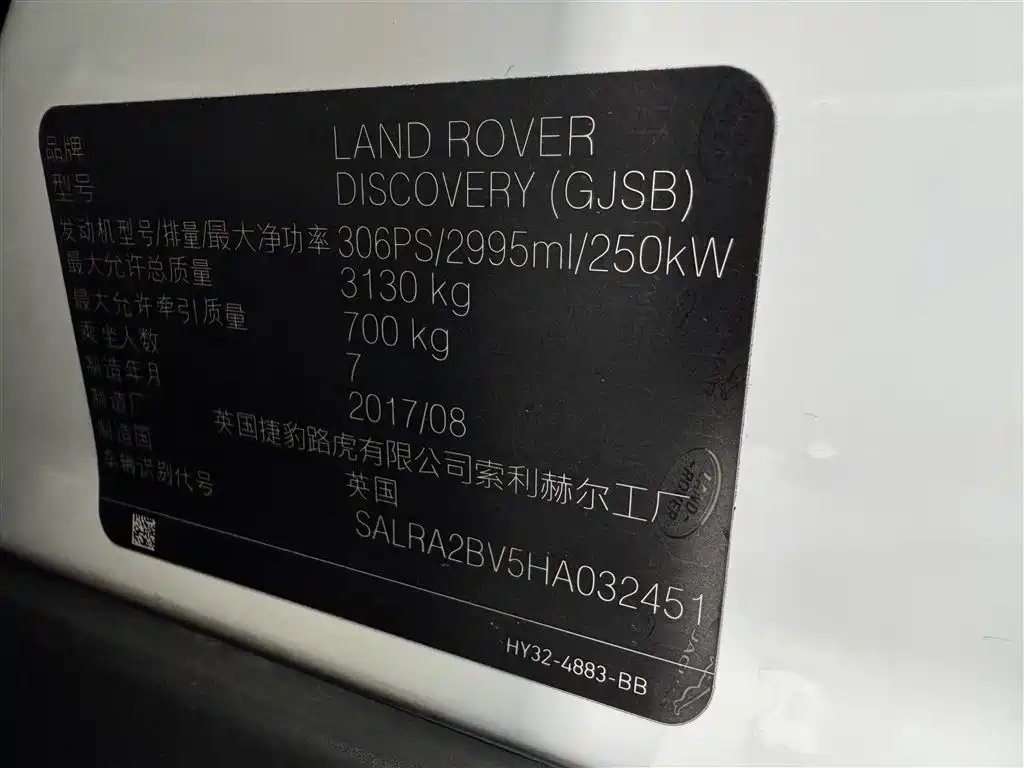 品牌 LAND ROVER
型号 DISCOVERY (GJSB)
发动机型号/排量/最大净功率 306PS/2995ml/250kW
最大允许总质量 3130 kg
最大允许牵引质量 700 kg
乘坐人数 7
制造年月 2017/08
制造厂 英国捷豹路虎有限公司索利赫尔工厂
制造国 英国
车辆识别代号 SALRA2BV5HA032451
HY32-4883-BB
LAND-
ROVER